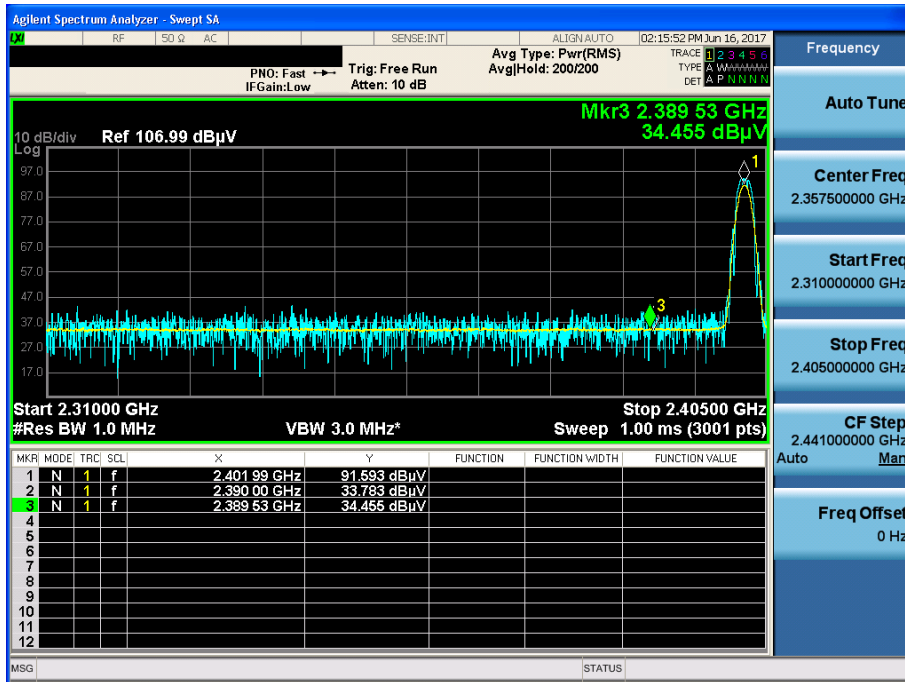 Agilent Spectrum Analyzer - Swept SA
LXI RF 50 Ω AC SENSE:INT ALIGN AUTO 02:15:52 PM Jun 16, 2017
PNO: Fast Trig: Free Run Avg Type: Pwr(RMS) TRACE 1 2 3 4 5 6
IFGain:Low Atten: 10 dB Avg|Hold: 200/200 TYPE A WWWWW
DET A P N N N N
Mkr3 2.389 53 GHz
34.455 dBµV
10 dB/div Ref 106.99 dBµV
Log
97.0
87.0
77.0
67.0
57.0
47.0
37.0
27.0
17.0
1
3
Start 2.31000 GHz Stop 2.40500 GHz
#Res BW 1.0 MHz VBW 3.0 MHz* Sweep 1.00 ms (3001 pts)
MKR MODE TRC SCL X Y FUNCTION FUNCTION WIDTH FUNCTION VALUE
1 N 1 f 2.401 99 GHz 91.593 dBµV
2 N 1 f 2.390 00 GHz 33.783 dBµV
3 N 1 f 2.389 53 GHz 34.455 dBµV
4
5
6
7
8
9
10
11
12
MSG STATUS
Frequency
Auto Tune
Center Freq
2.357500000 GHz
Start Freq
2.310000000 GHz
Stop Freq
2.405000000 GHz
CF Step
2.441000000 GHz
Auto Man
Freq Offset
0 Hz